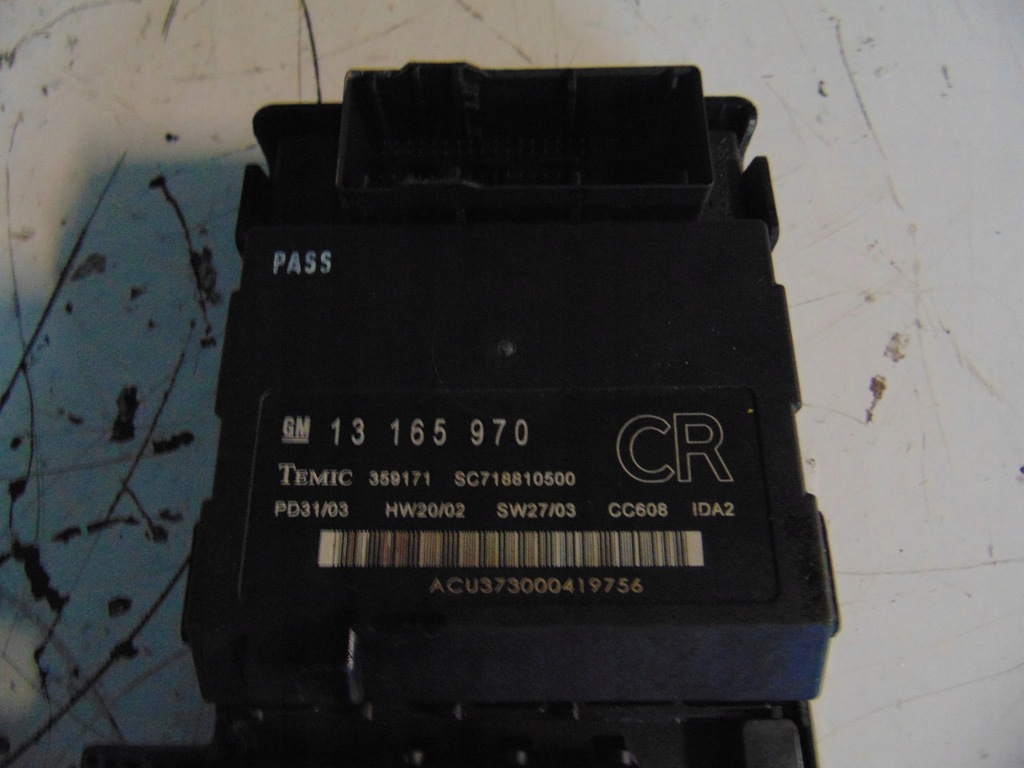 PASS
GM 13 165 970 CR
TEMIC 359171 SC718810500
PD31/03 HW20/02 SW27/03 CC608 IDA2
ACU373000419756